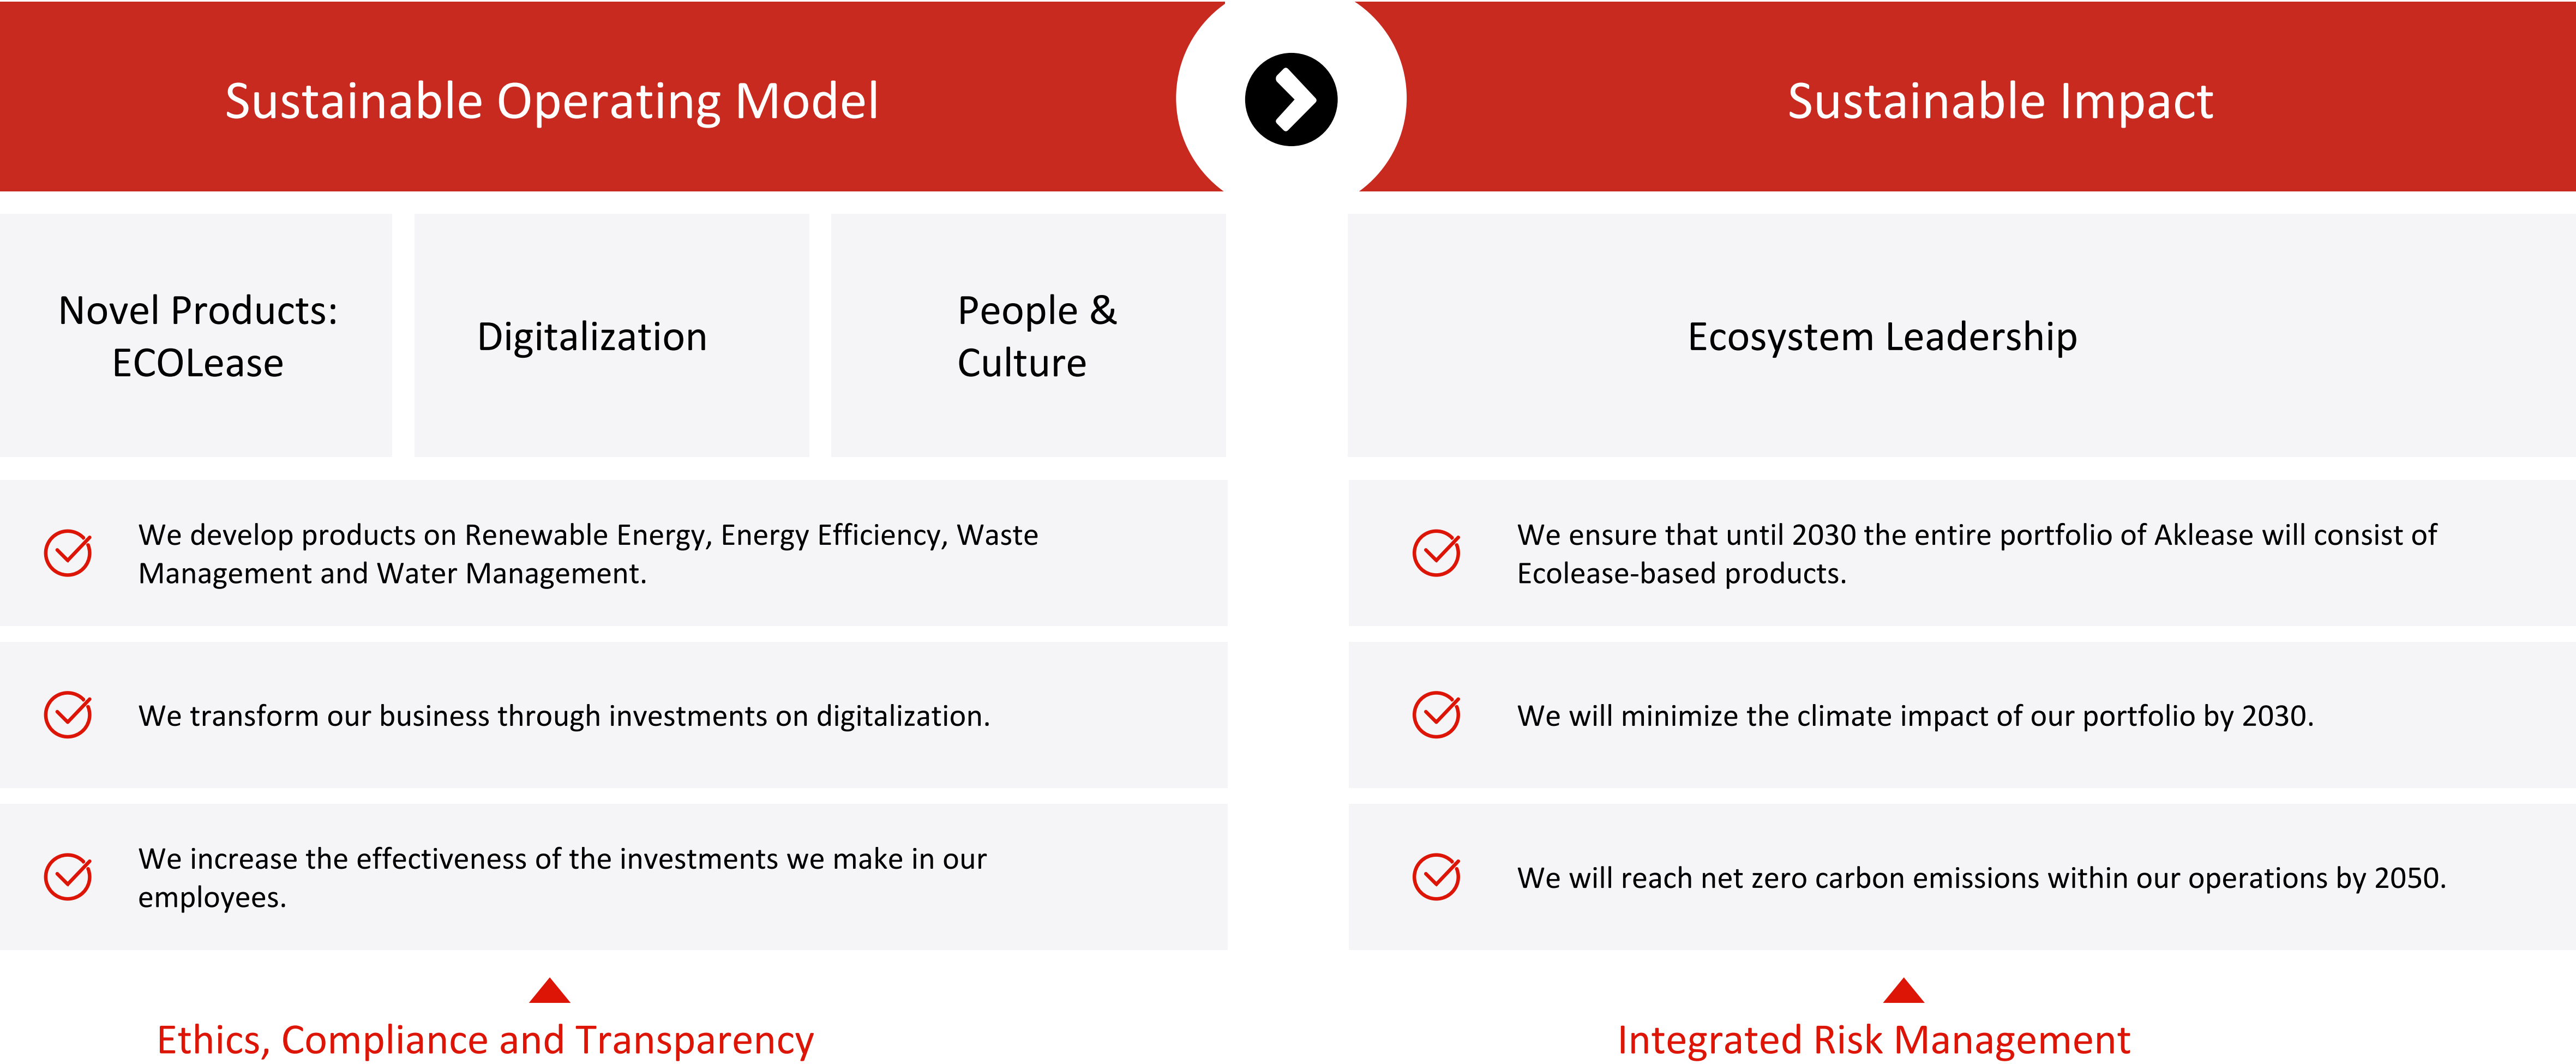 Sustainable Operating Model
Sustainable Impact
Novel Products:
ECOLease
Digitalization
People &
Culture
Ecosystem Leadership
We develop products on Renewable Energy, Energy Efficiency, Waste
Management and Water Management.
We transform our business through investments on digitalization.
We increase the effectiveness of the investments we make in our
employees.
We ensure that until 2030 the entire portfolio of Aklease will consist of
Ecolease-based products.
We will minimize the climate impact of our portfolio by 2030.
We will reach net zero carbon emissions within our operations by 2050.
Ethics, Compliance and Transparency
Integrated Risk Management